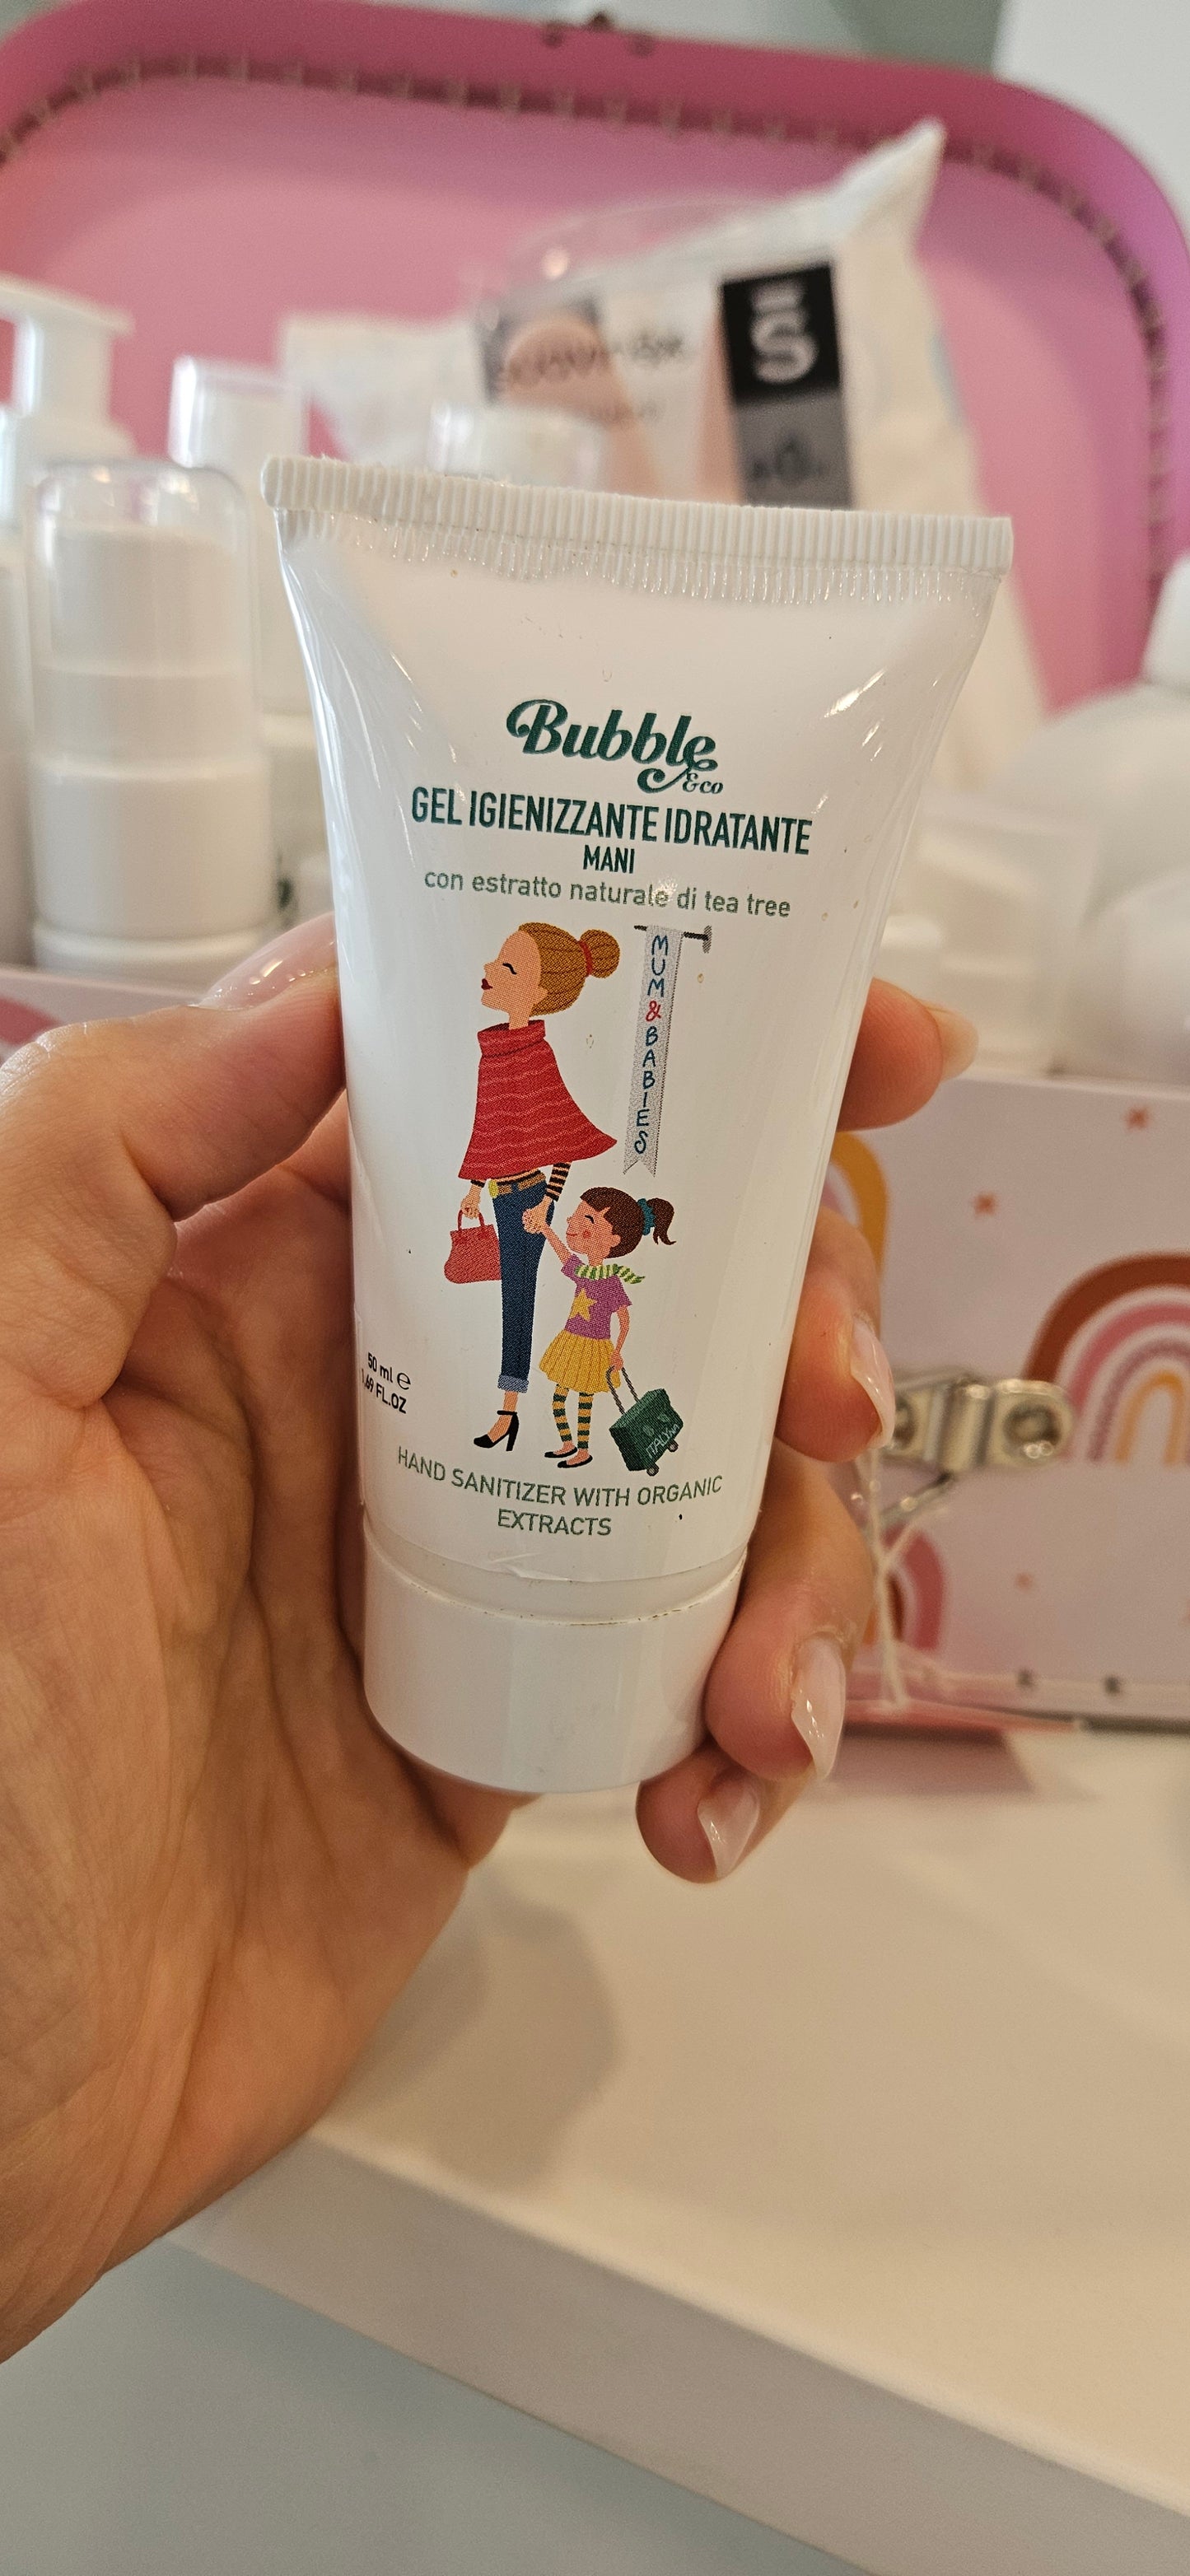 Bubble
&co
GEL IGIENIZZANTE IDRATANTE
MANI
con estratto naturale di tea tree
MUM & BABIES
50 ml ℮
1.69 FL.OZ
ITALY
HAND SANITIZER WITH ORGANIC
EXTRACTS
S